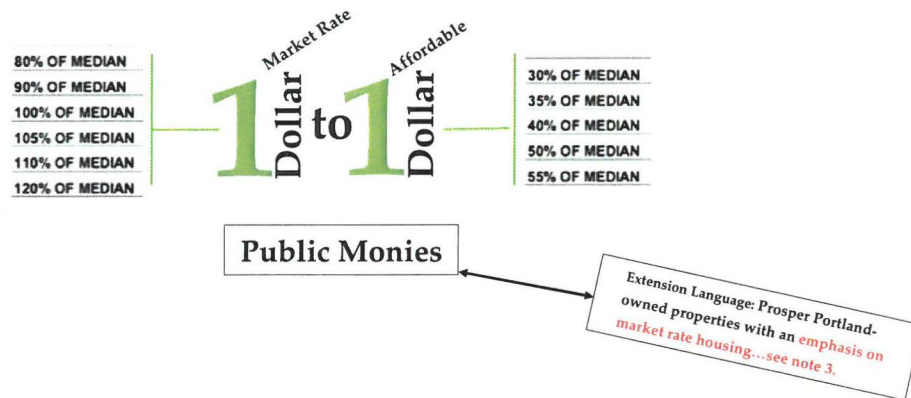 80% OF MEDIAN
90% OF MEDIAN
100% OF MEDIAN
105% OF MEDIAN
110% OF MEDIAN
120% OF MEDIAN
Market Rate
1 Dollar to 1 Dollar
Affordable
30% OF MEDIAN
35% OF MEDIAN
40% OF MEDIAN
50% OF MEDIAN
55% OF MEDIAN
Public Monies
Extension Language: Prosper Portland-
owned properties with an emphasis on
market rate housing...see note 3.